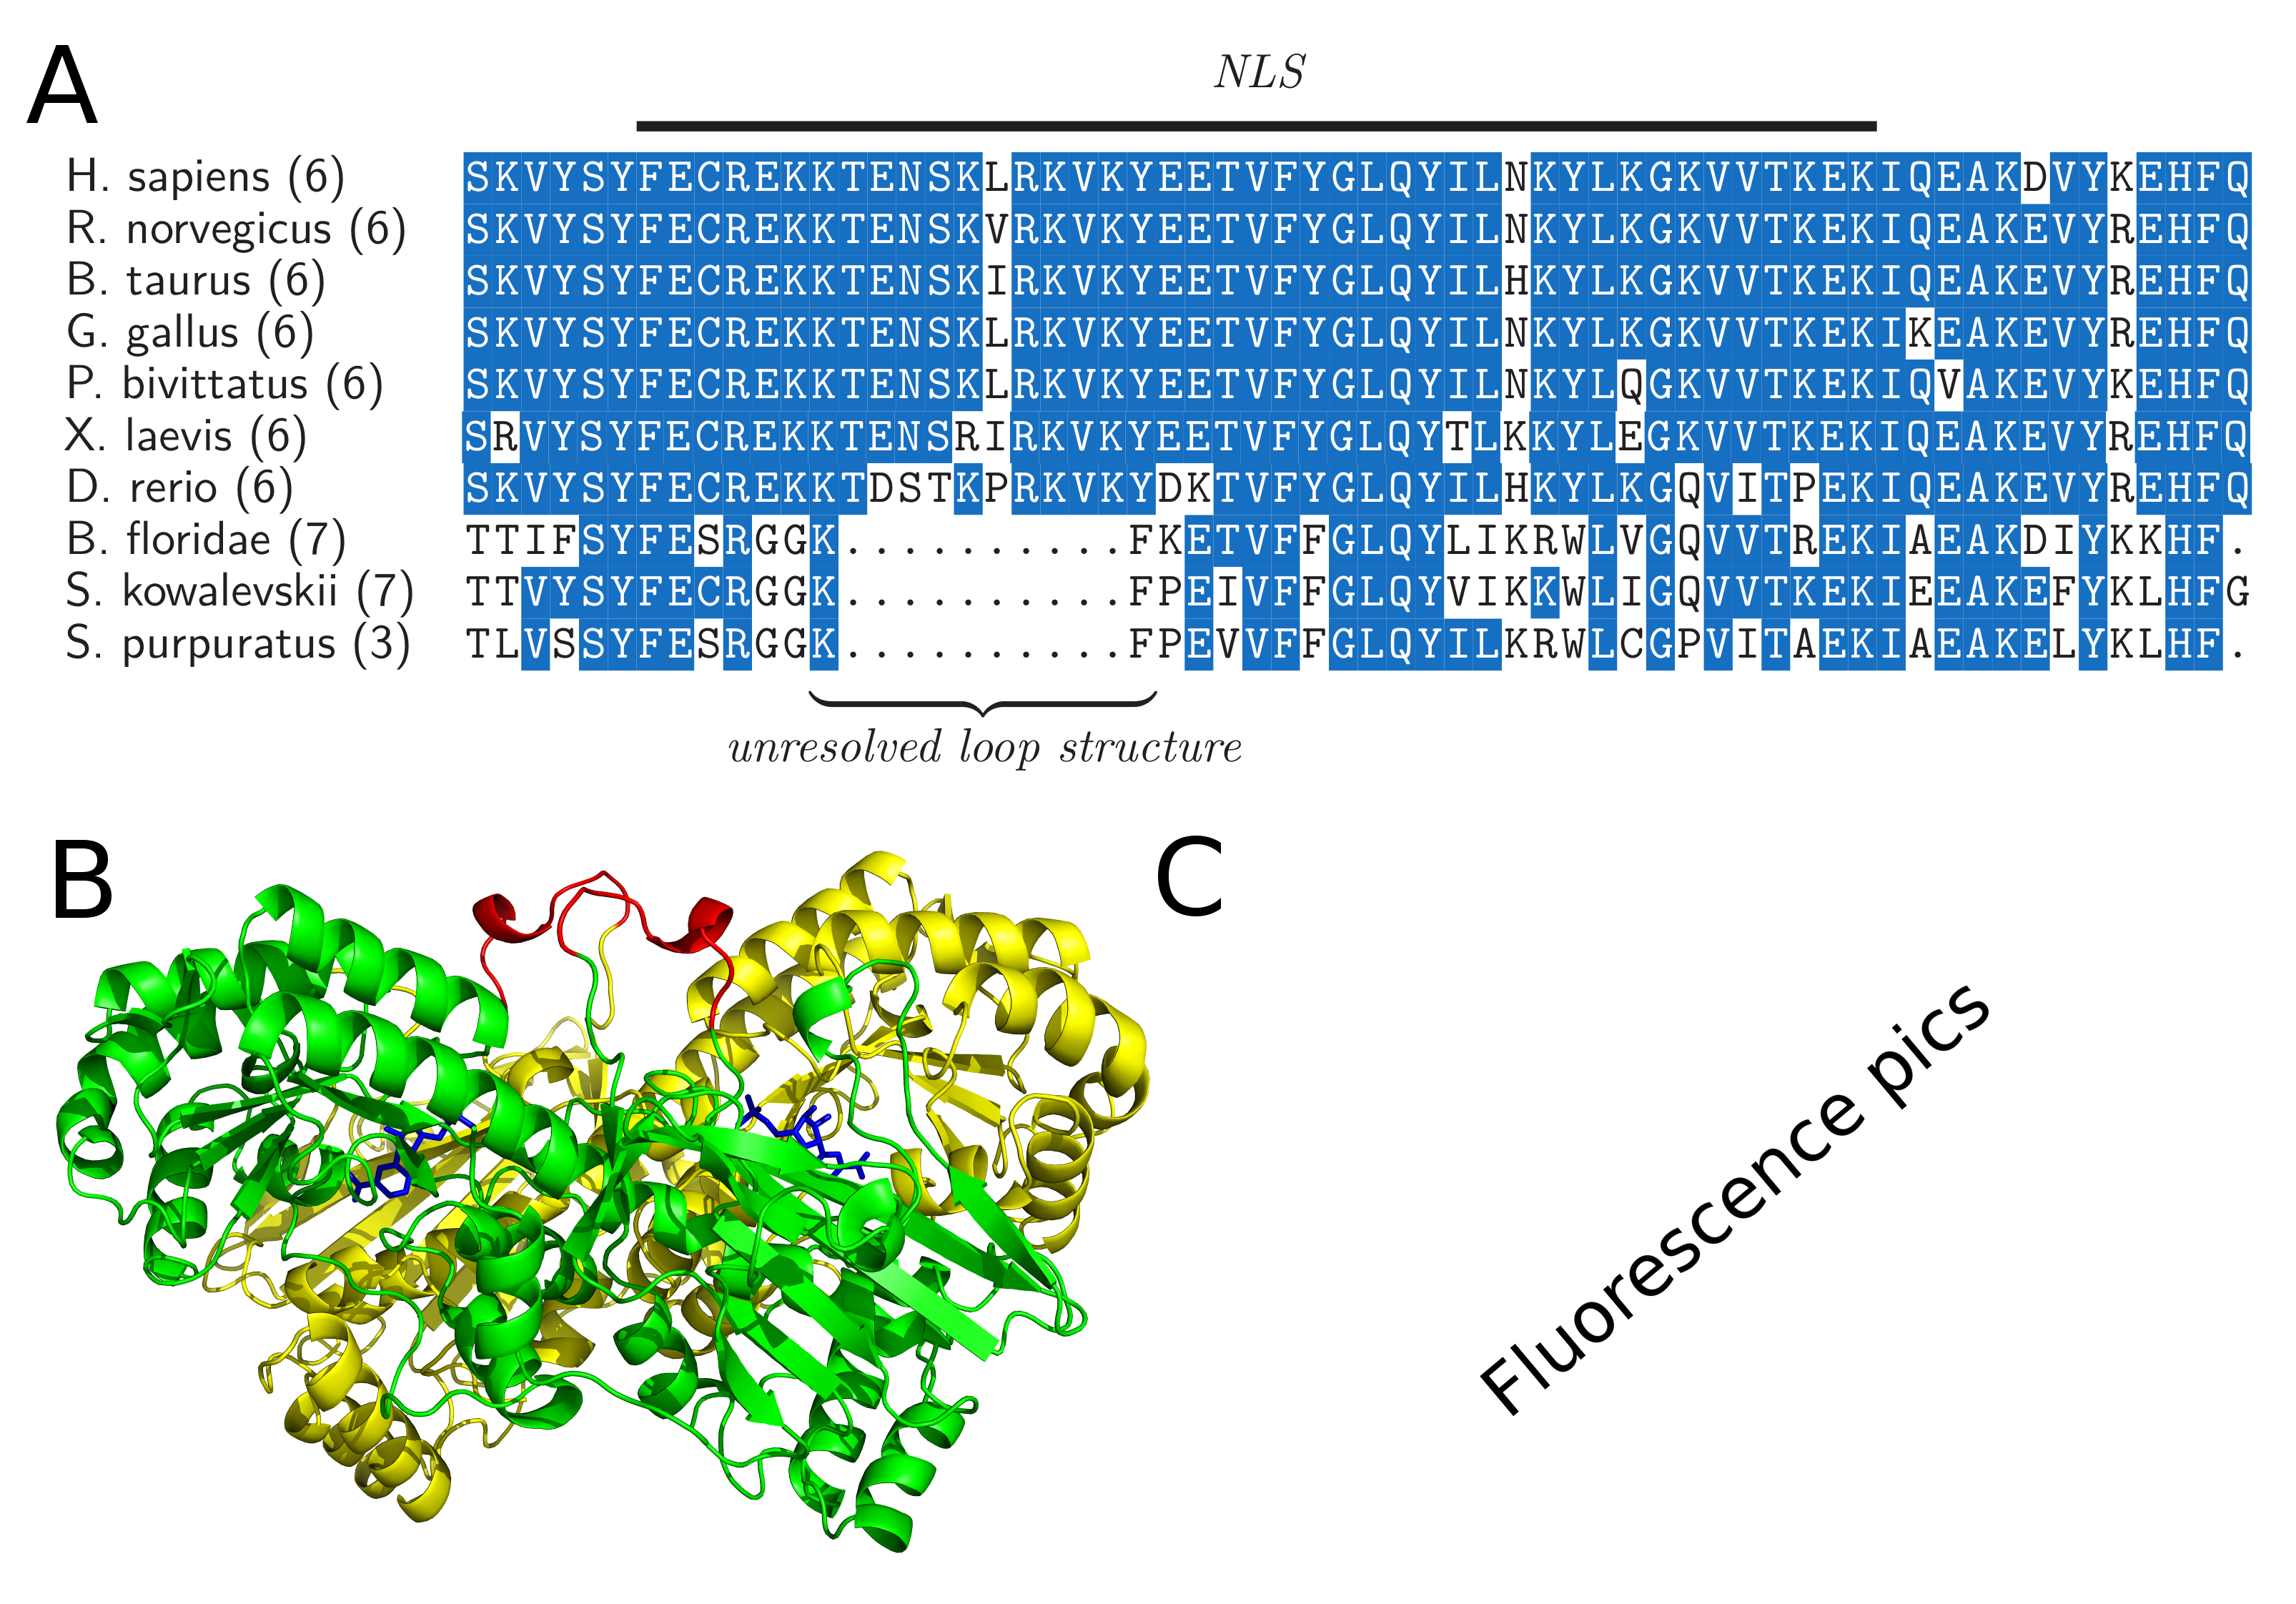 A
NLS
H. sapiens (6) SKVYSYFECREKKTENSKLRKVKYEETVFYGLQYILNKYLKGKVVTKEKIQEAKDVYKEHFQ
R. norvegicus (6) SKVYSYFECREKKTENSKVRKVKYEETVFYGLQYILNKYLKGKVVTKEKIQEAKEVYREHFQ
B. taurus (6) SKVYSYFECREKKTENSKIRKVKYEETVFYGLQYILHKYLKGKVVTKEKIQEAKEVYREHFQ
G. gallus (6) SKVYSYFECREKKTENSKLRKVKYEETVFYGLQYILNKYLKGKVVTKEKIKEAKEVYREHFQ
P. bivittatus (6) SKVYSYFECREKKTENSKLRKVKYEETVFYGLQYILNKYLQGKVVTKEKIQVAKEVYKEHFQ
X. laevis (6) SRVYSYFECREKKTENSRIRKVKYEETVFYGLQYTLKKYLEGKVVTKEKIQEAKEVYREHFQ
D. rerio (6) SKVYSYFECREKKTDSTKPRKVKYDKTVFYGLQYILHKYLKGQVITPEKIQEAKEVYREHFQ
B. floridae (7) TTIFSYFESRGGK..........FKETVFFGLQYLIKRWLVGQVVTREKIAEAKDIYKKHF.
S. kowalevskii (7) TTVYSYFECRGGK..........FPEIVFFGLQYVIKKWLIGQVVTKEKIEEAKEFYKLHFG
S. purpuratus (3) TLVSSYFESRGGK..........FPEVVFFGLQYILKRWLCGPVITAEKIAEAKELYKLHF.
unresolved loop structure
B
C
Fluorescence pics